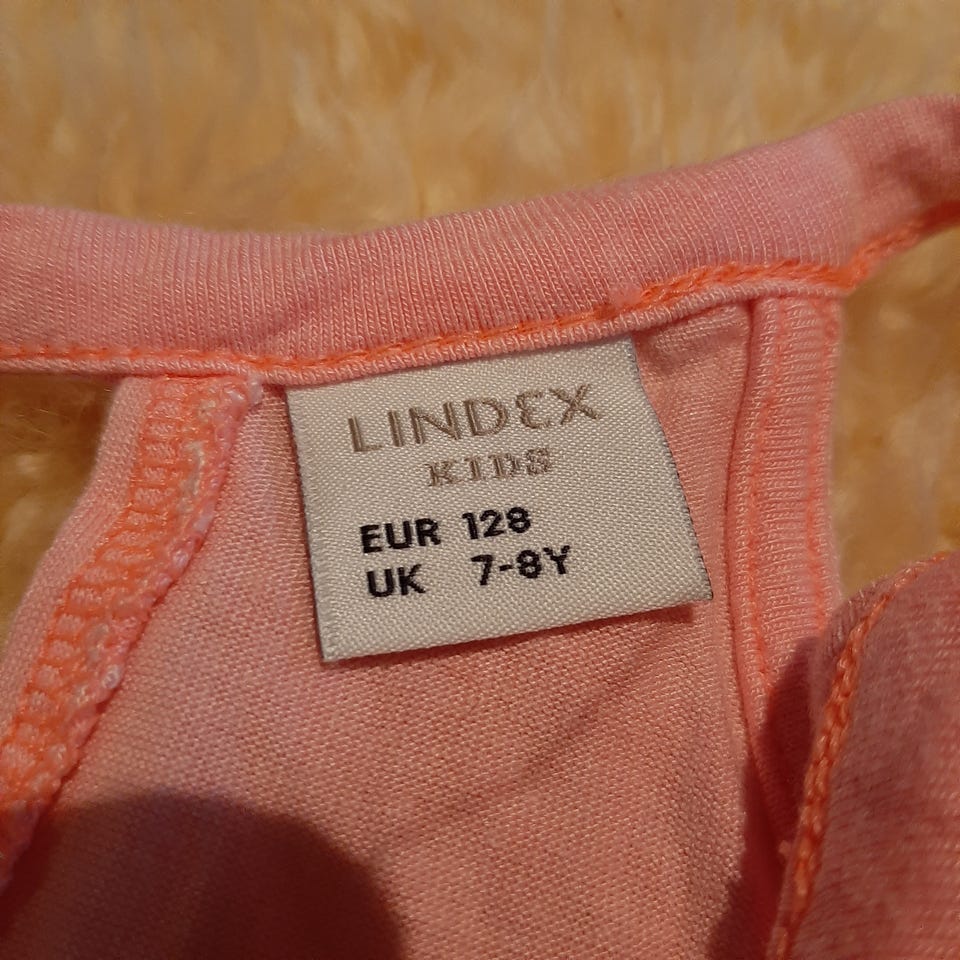 LINDEX
KIDS
EUR 128
UK 7-8Y